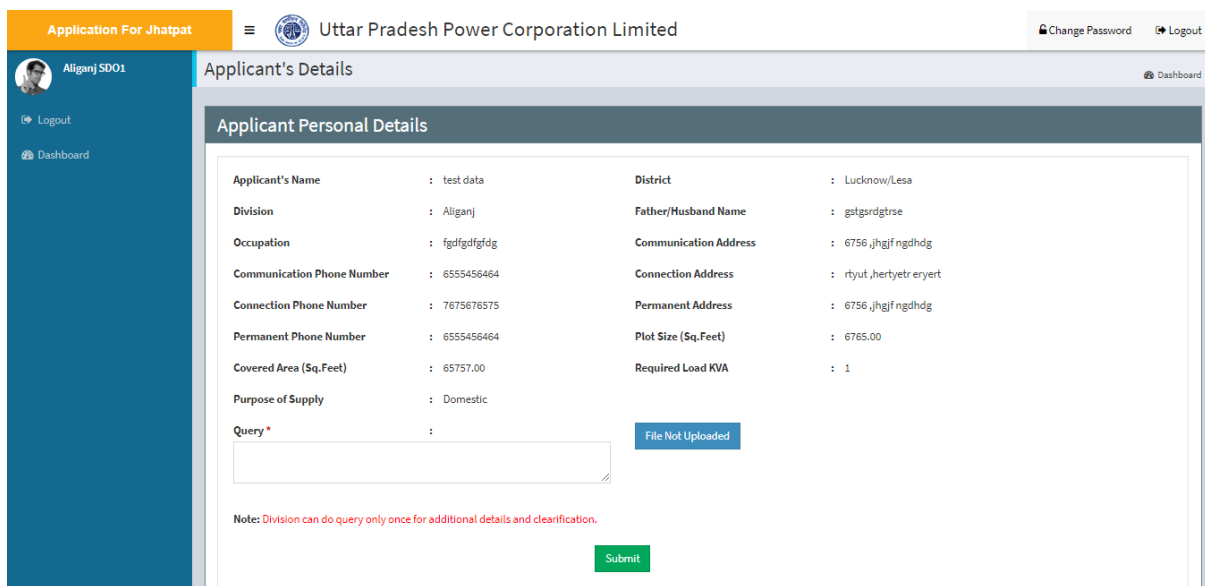 Application For Jhatpat
Uttar Pradesh Power Corporation Limited
Change Password
Logout
Aliganj SDO1
Logout
Dashboard
Applicant's Details
Dashboard
Applicant Personal Details
Applicant's Name : test data District : Lucknow/Lesa
Division : Aliganj Father/Husband Name : gstgsrdgtrse
Occupation : fgdfgdfgfdg Communication Address : 6756 ,jhgjf ngdhdg
Communication Phone Number : 6555456464 Connection Address : rtyut ,hertyetr eryert
Connection Phone Number : 7675676575 Permanent Address : 6756 ,jhgjf ngdhdg
Permanent Phone Number : 6555456464 Plot Size (Sq.Feet) : 6765.00
Covered Area (Sq.Feet) : 65757.00 Required Load KVA : 1
Purpose of Supply : Domestic
Query * : File Not Uploaded
Note: Division can do query only once for additional details and clearification.
Submit